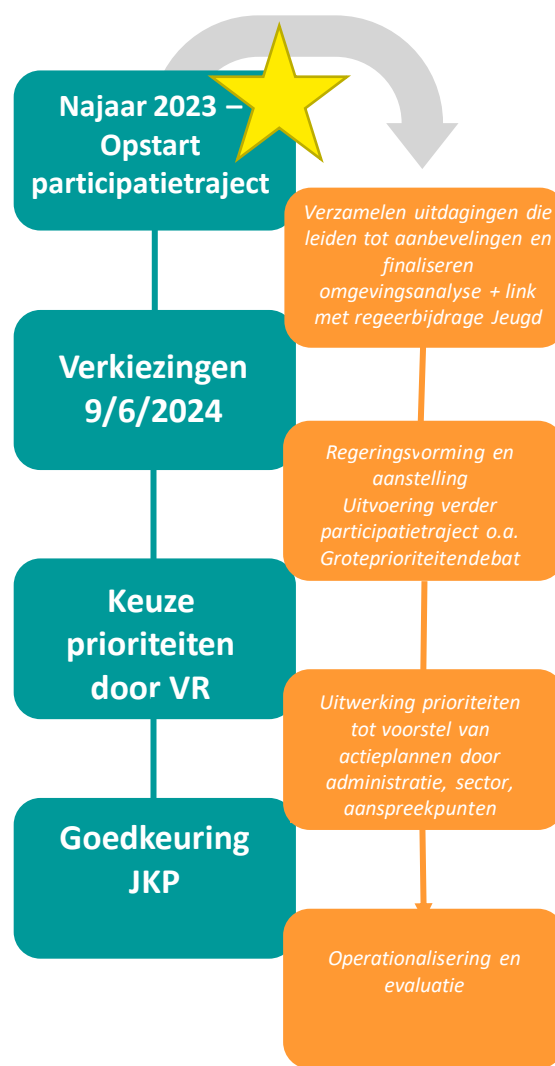 Najaar 2023 –
Opstart
participatietraject
Verzamelen uitdagingen die
leiden tot aanbevelingen en
finaliseren
omgevingsanalyse + link
met regeerbijdrage Jeugd
Verkiezingen
9/6/2024
Regeringsvorming en
aanstelling
Uitvoering verder
participatietraject o.a.
Groteprioriteitendebat
Keuze
prioriteiten
door VR
Uitwerking prioriteiten
tot voorstel van
actieplannen door
administratie, sector,
aanspreekpunten
Goedkeuring
JKP
Operationalisering en
evaluatie